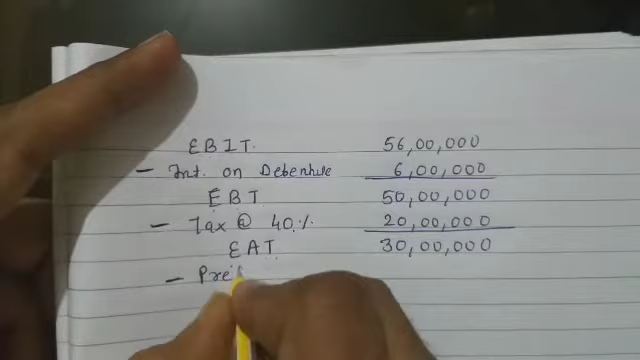 EBIT 56,00,000
- Int. on Debenture 6,00,000
EBT 50,00,000
- Tax @ 40% 20,00,000
EAT 30,00,000
- Pre